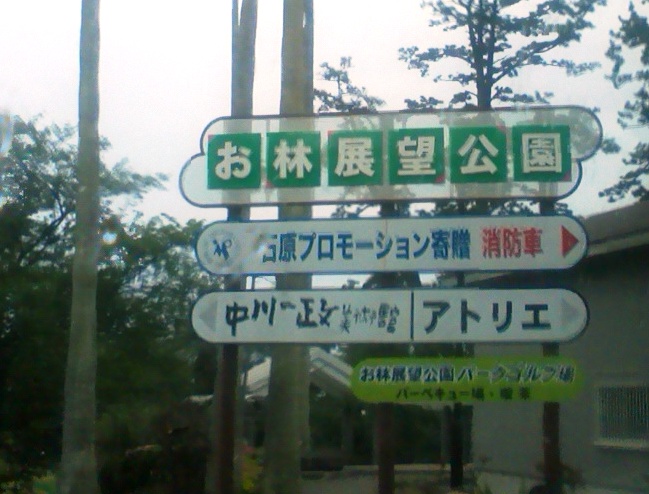 お林展望公園
石原プロモーション寄贈 消防車
中川一政美術館 アトリエ
お林展望公園パークゴルフ場
バーベキュー場・喫茶